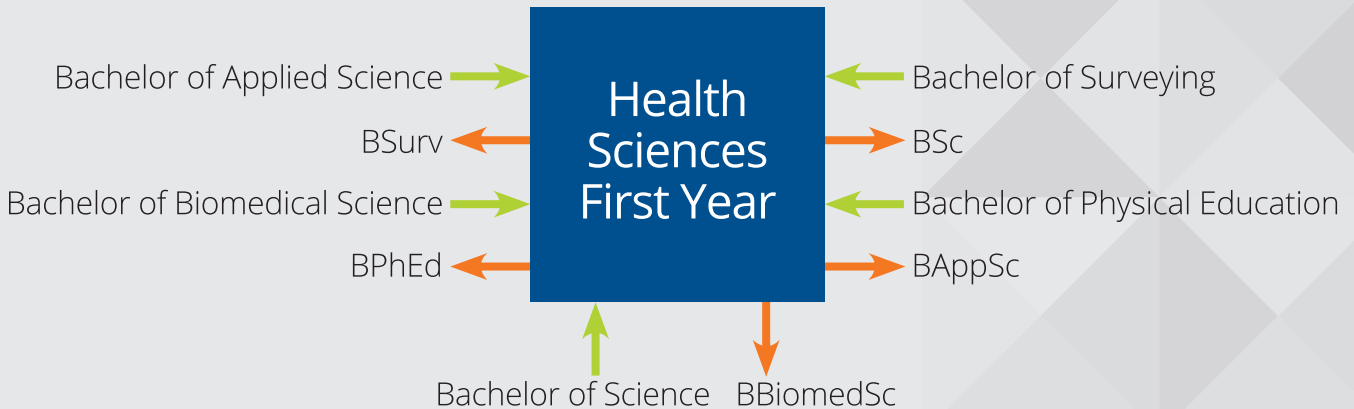 Bachelor of Applied Science
BSurv
Bachelor of Biomedical Science
BPhEd
Health
Sciences
First Year
Bachelor of Surveying
BSc
Bachelor of Physical Education
BAppSc
Bachelor of Science
BBiomedSc